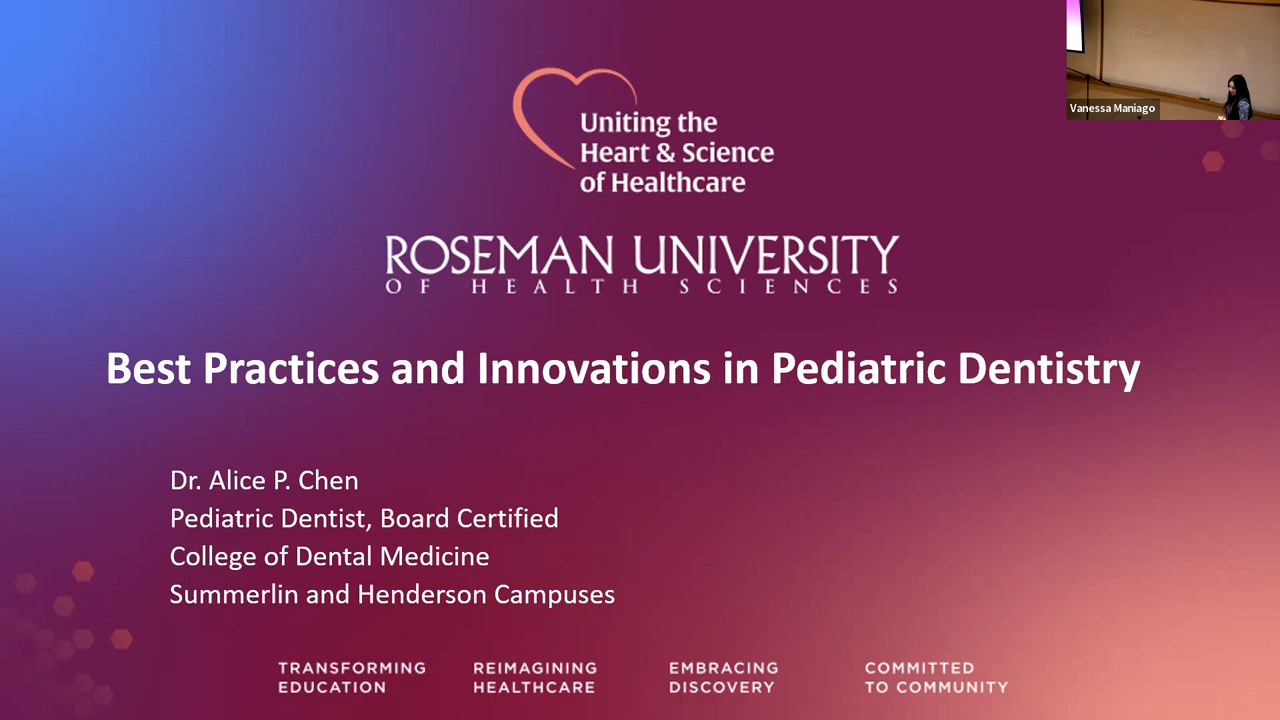 Uniting the
Heart & Science
of Healthcare
Vanessa Maniago
ROSEMAN UNIVERSITY
OF HEALTH SCIENCES
Best Practices and Innovations in Pediatric Dentistry
Dr. Alice P. Chen
Pediatric Dentist, Board Certified
College of Dental Medicine
Summerlin and Henderson Campuses
TRANSFORMING
EDUCATION
REIMAGINING
HEALTHCARE
EMBRACING
DISCOVERY
COMMITTED
TO COMMUNITY